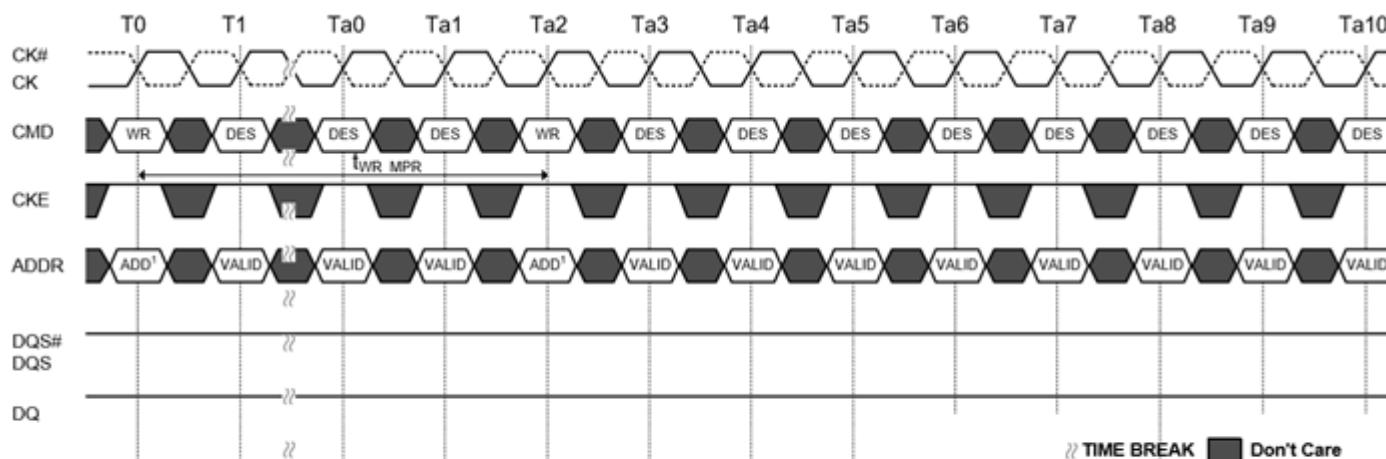 T0 T1 Ta0 Ta1 Ta2 Ta3 Ta4 Ta5 Ta6 Ta7 Ta8 Ta9 Ta10
CK#
CK
CMD WR DES DES DES WR DES DES DES DES DES DES DES DES
WR_MPR
CKE
ADDR ADD¹ VALID VALID VALID ADD¹ VALID VALID VALID VALID VALID VALID VALID VALID
DQS#
DQS
DQ
TIME BREAK Don't Care